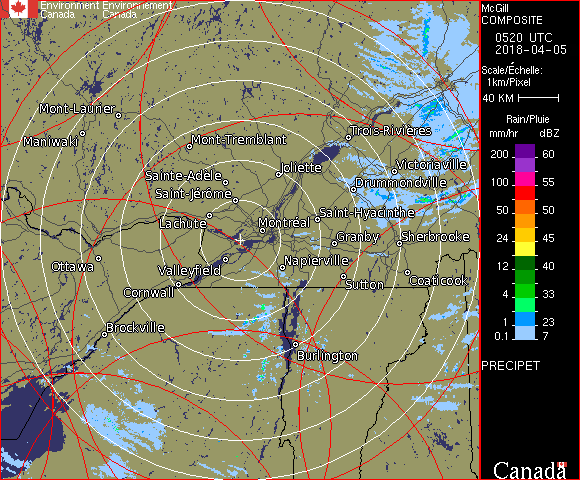 Environment Environnement
Canada Canada
McGill
COMPOSITE
0520 UTC
2018-04-05
Scale/Échelle:
1km/Pixel
40 KM
Rain/Pluie
mm/hr dBZ
200 60
100 55
50 50
24 45
12 40
4 33
1 23
0.1 7
PRECIPET
Canada
Mont-Laurier
Maniwaki
Mont-Tremblant
Trois-Rivières
Joliette
Victoriaville
Sainte-Adèle
Drummondville
Saint-Jérôme
Lachute
Saint-Hyacinthe
Montréal
Granby
Sherbrooke
Ottawa
Valleyfield
Napierville
Coaticook
Cornwall
Sutton
Brockville
Burlington